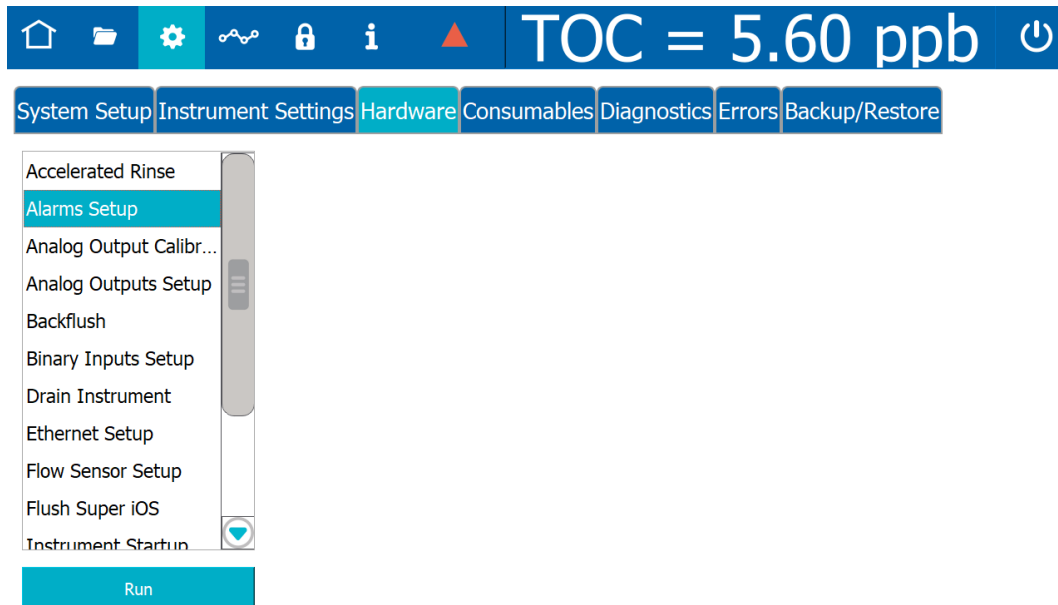 TOC = 5.60 ppb
System Setup Instrument Settings Hardware Consumables Diagnostics Errors Backup/Restore
Accelerated Rinse
Alarms Setup
Analog Output Calibr...
Analog Outputs Setup
Backflush
Binary Inputs Setup
Drain Instrument
Ethernet Setup
Flow Sensor Setup
Flush Super iOS
Instrument Startup
Run